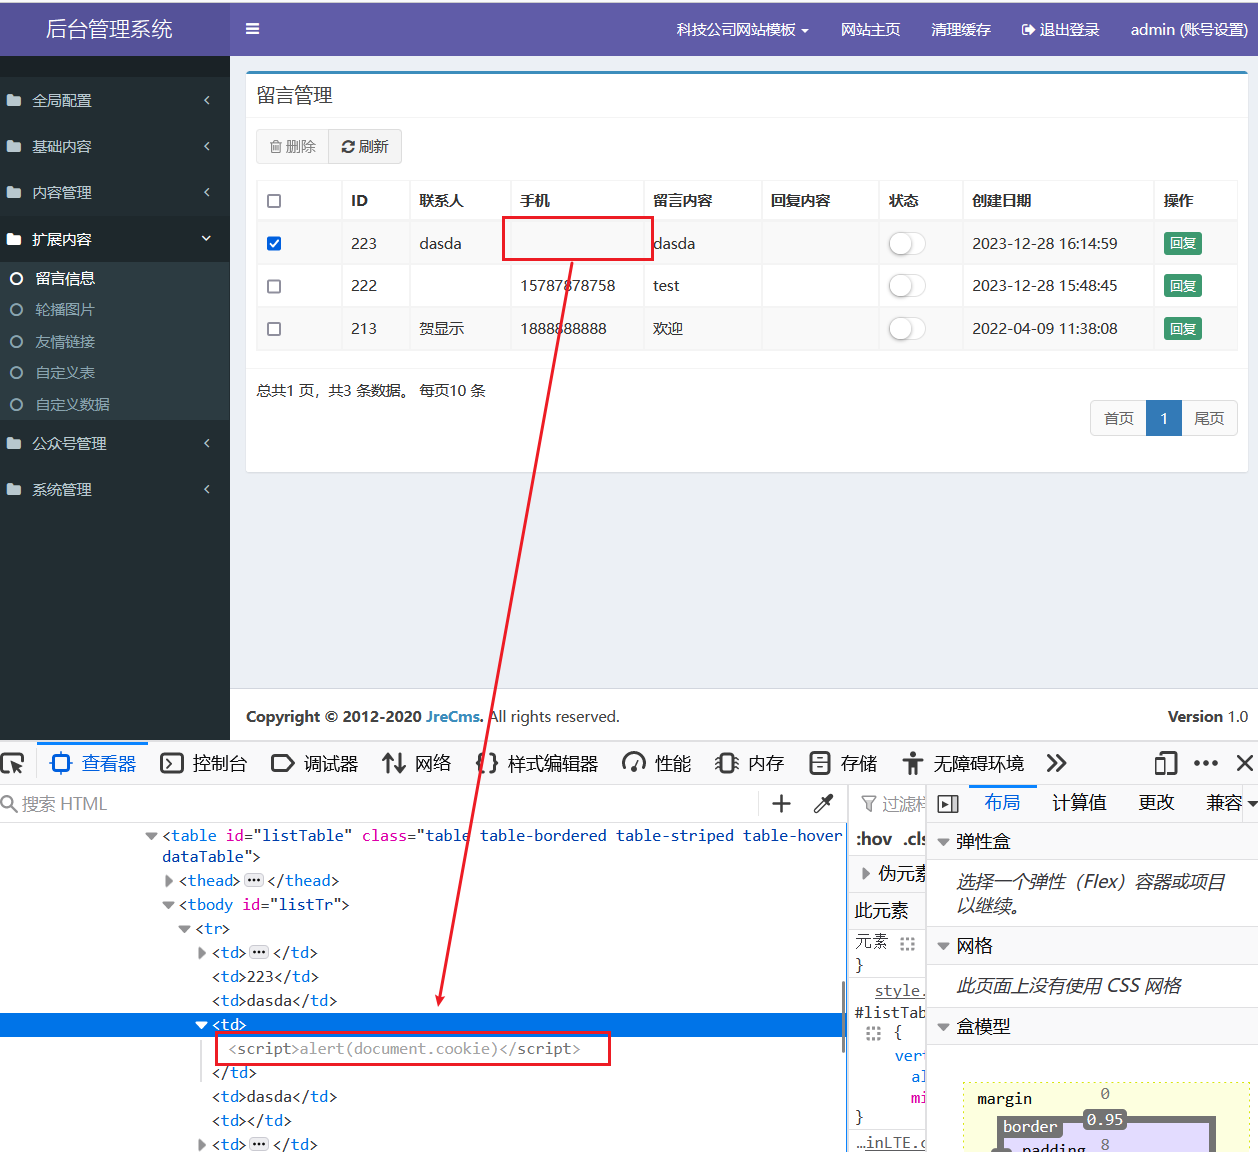 后台管理系统
科技公司网站模板 网站主页 清理缓存 退出登录 admin (账号设置)
全局配置
基础内容
内容管理
扩展内容
留言信息
轮播图片
友情链接
自定义表
自定义数据
公众号管理
系统管理
留言管理
删除 刷新
ID 联系人 手机 留言内容 回复内容 状态 创建日期 操作
223 dasda dasda 2023-12-28 16:14:59 回复
222 15787878758 test 2023-12-28 15:48:45 回复
213 贺显示 1888888888 欢迎 2022-04-09 11:38:08 回复
总共1 页，共3 条数据。 每页10 条
首页 1 尾页
Copyright © 2012-2020 JreCms. All rights reserved.
Version 1.0
查看器 控制台 调试器 网络 {} 样式编辑器 性能 内存 存储 无障碍环境
搜索 HTML
<table id="listTable" class="table table-bordered table-striped table-hover
dataTable">
<thead>•••</thead>
<tbody id="listTr">
<tr>
<td>•••</td>
<td>223</td>
<td>dasda</td>
<td>
<script>alert(document.cookie)</script>
</td>
<td>dasda</td>
<td></td>
<td>•••</td>
过滤栏
:hov .cls
伪元素
此元素
元素
}
style.
#listTab
{
vert
al
mi
}
…inLTE.c
布局 计算值 更改 兼容
弹性盒
选择一个弹性（Flex）容器或项目
以继续。
网格
此页面上没有使用 CSS 网格
盒模型
margin 0
border 0.95
padding 8